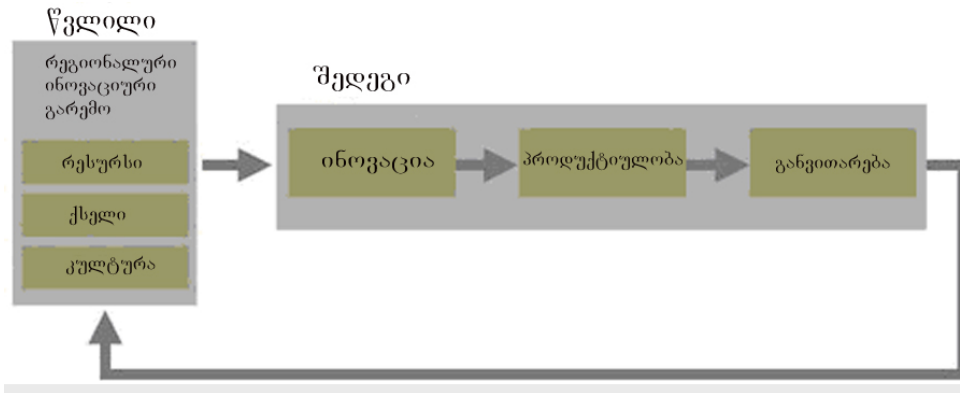 წვლილი
რეგიონალური
ინოვაციური
გარემო
რესურსი
ქსელი
კულტურა
შედეგი
ინოვაცია
პროდუქტიულობა
განვითარება